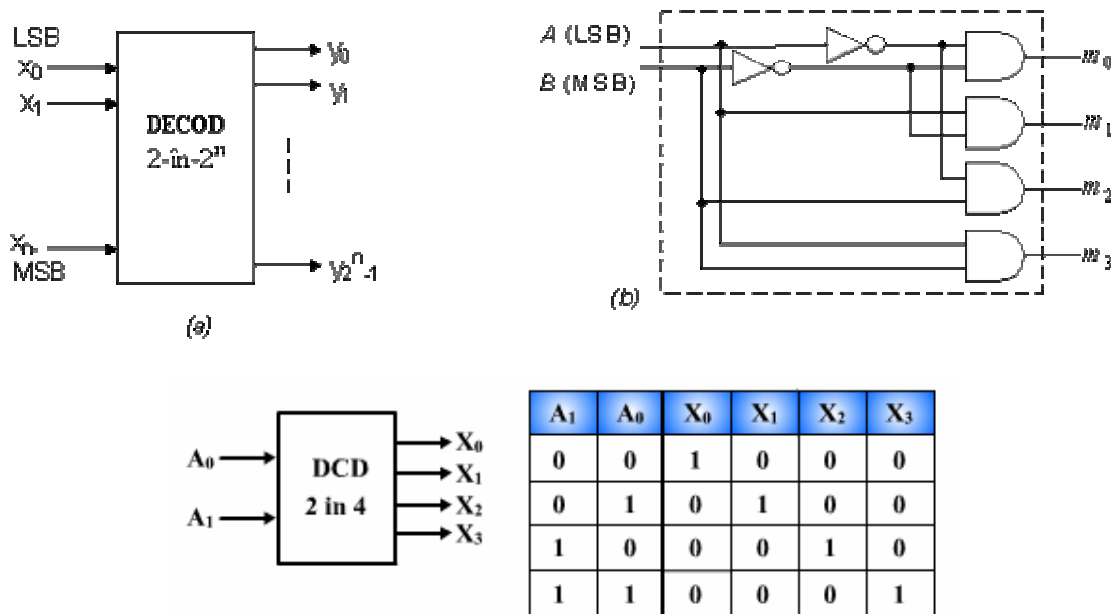 LSB
x₀
x₁
DECOD
2-în-2ⁿ
xₙ-
MSB
y₀
y₁
y₂ⁿ-1
(a)
A (LSB)
B (MSB)
m₀
m₁
m₂
m₃
(b)
A₀
A₁
DCD
2 in 4
X₀
X₁
X₂
X₃
A₁ A₀ X₀ X₁ X₂ X₃
0 0 1 0 0 0
0 1 0 1 0 0
1 0 0 0 1 0
1 1 0 0 0 1